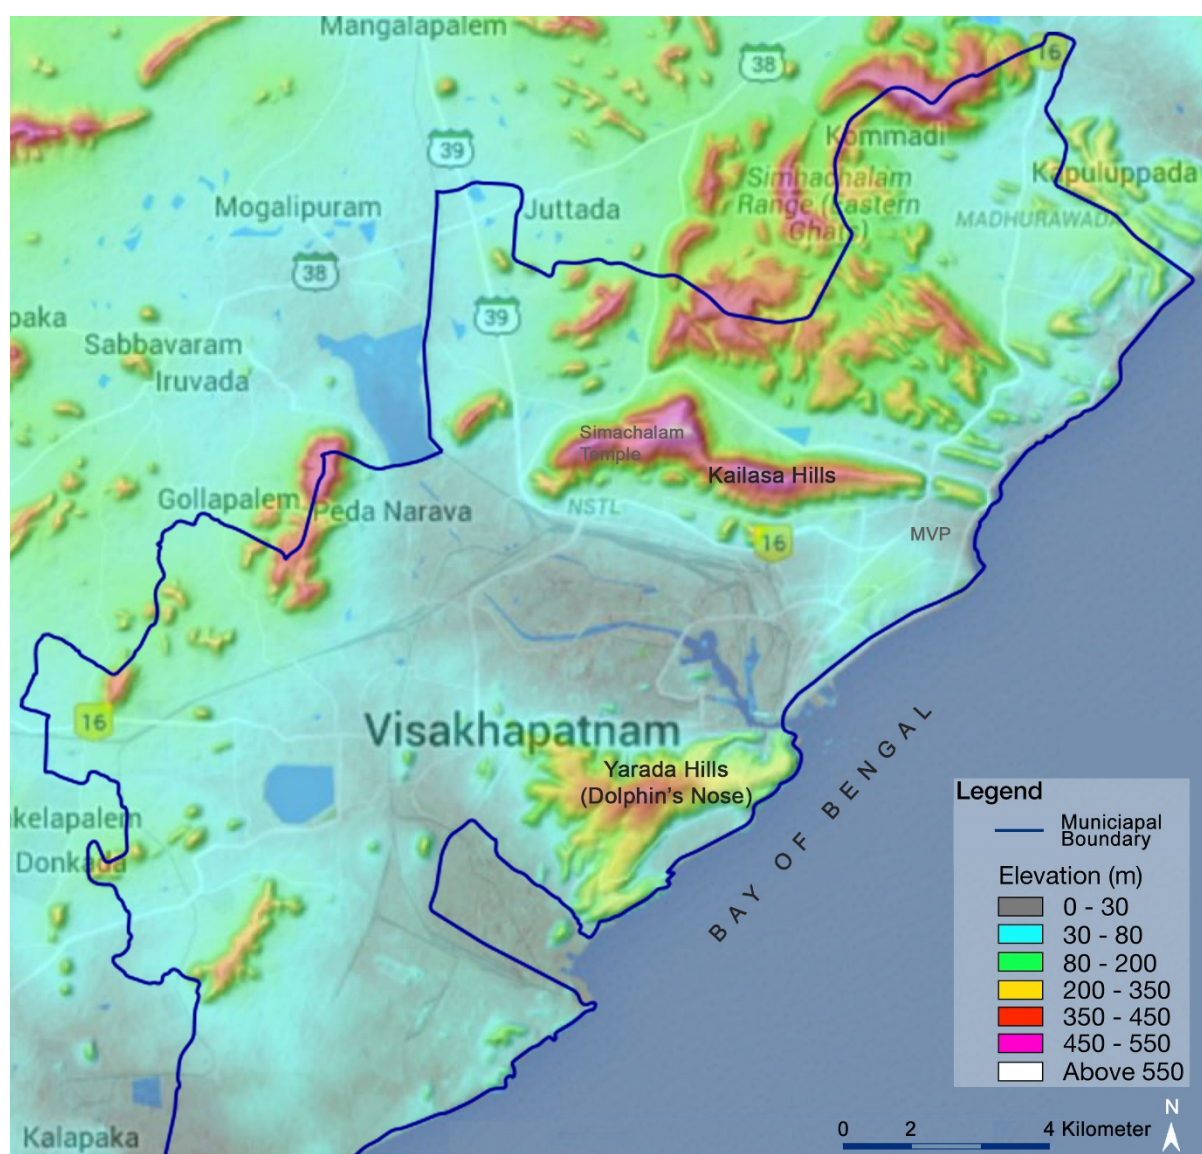 Mangalapalem
38
16
39
Kommadi
Simhachalam
Range (Eastern
Ghats)
Kapuluppada
Mogalipuram
Juttada
MADHURAWADA
38
39
paka
Sabbavaram
Iruvada
Simachalam
Temple
Kailasa Hills
Gollapalem
Peda Narava
NSTL
MVP
16
16
Visakhapatnam
Yarada Hills
(Dolphin's Nose)
BAY OF BENGAL
nkelapalem
Donkada
Kalapaka
Legend
Municiapal
Boundary
Elevation (m)
0 - 30
30 - 80
80 - 200
200 - 350
350 - 450
450 - 550
Above 550
N
0 2 4 Kilometer